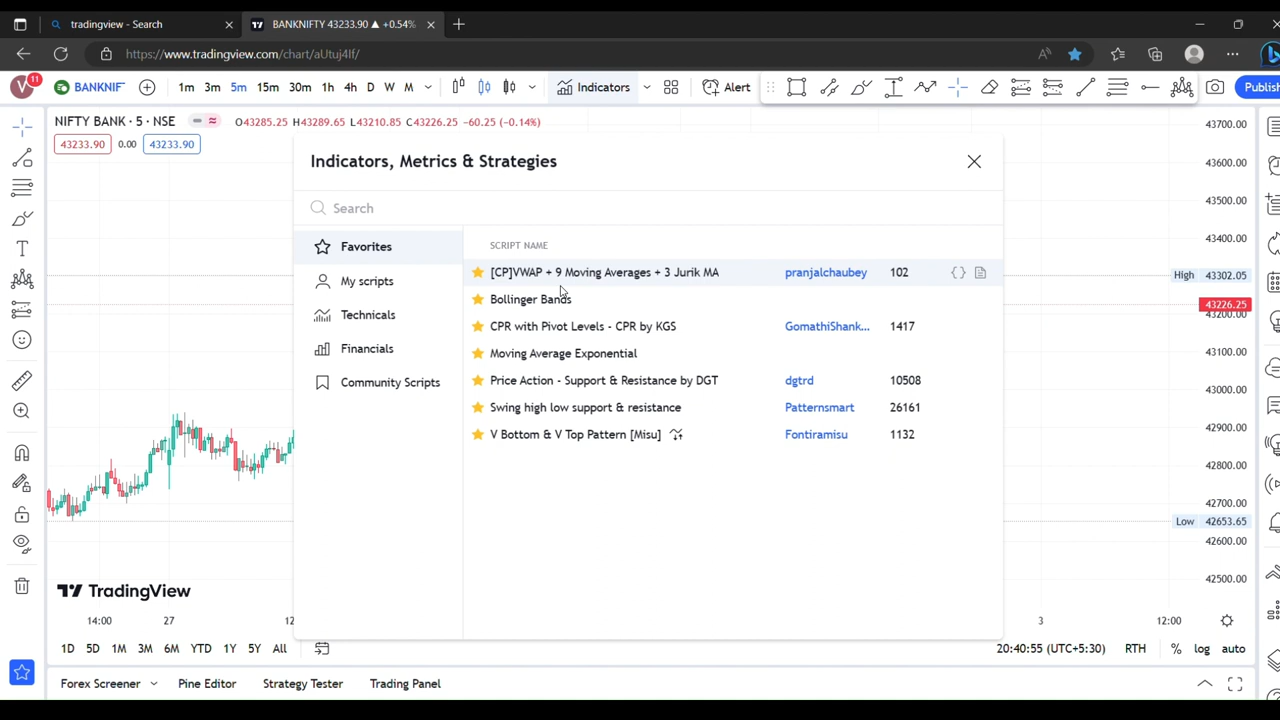 tradingview - Search
BANKNIFTY 43233.90 ▲ +0.54%
https://www.tradingview.com/chart/aUtuj4lf/
V 11 BANKNIF 1m 3m 5m 15m 30m 1h 4h D W M Indicators Alert Publish
NIFTY BANK · 5 · NSE O43285.25 H43289.65 L43210.85 C43226.25 -60.25 (-0.14%)
43233.90 0.00 43233.90
Indicators, Metrics & Strategies
Search
Favorites
My scripts
Technicals
Financials
Community Scripts
SCRIPT NAME
[CP]VWAP + 9 Moving Averages + 3 Jurik MA pranjalchaubey 102
Bollinger Bands
CPR with Pivot Levels - CPR by KGS GomathiShank... 1417
Moving Average Exponential
Price Action - Support & Resistance by DGT dgtrd 10508
Swing high low support & resistance Patternsmart 26161
V Bottom & V Top Pattern [Misu] Fontiramisu 1132
43700.00
43600.00
43500.00
43400.00
High 43302.05
43226.25
43200.00
43100.00
43000.00
42900.00
42800.00
42700.00
Low 42653.65
42600.00
42500.00
TradingView
14:00 27 12 3 12:00
1D 5D 1M 3M 6M YTD 1Y 5Y All 20:40:55 (UTC+5:30) RTH % log auto
Forex Screener Pine Editor Strategy Tester Trading Panel